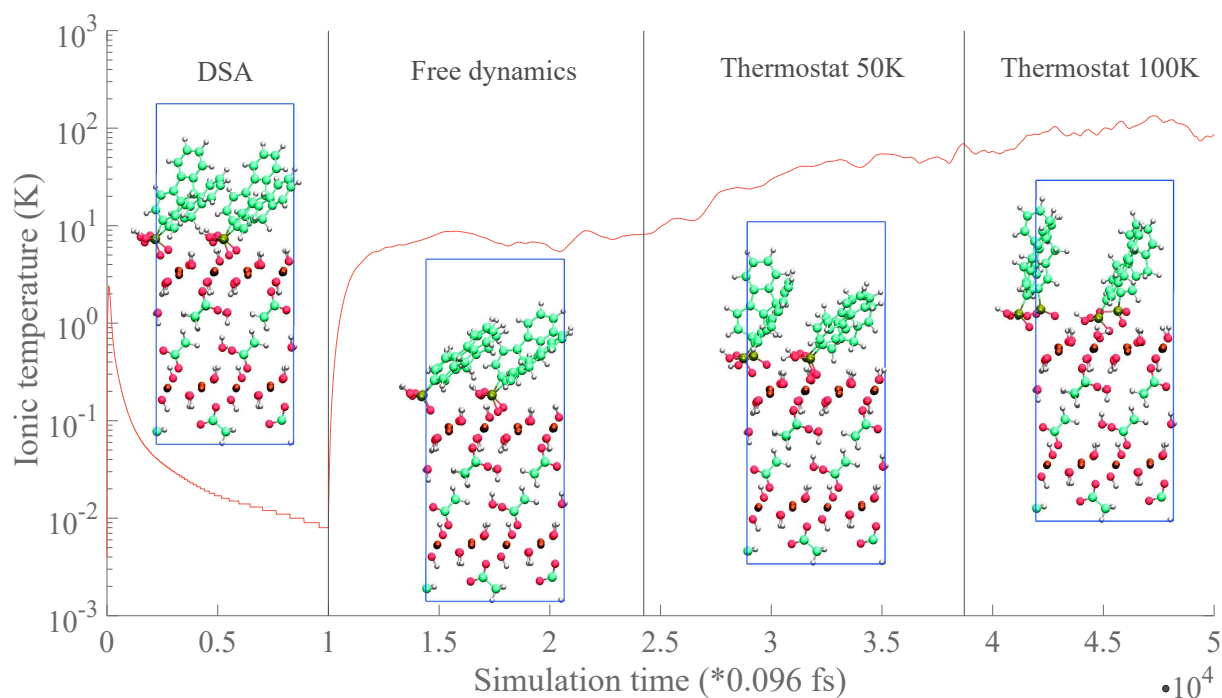 10^3
10^2
10^1
10^0
10^-1
10^-2
10^-3
Ionic temperature (K)
DSA
Free dynamics
Thermostat 50K
Thermostat 100K
0 0.5 1 1.5 2 2.5 3 3.5 4 4.5 5
Simulation time (*0.096 fs)
•10^4